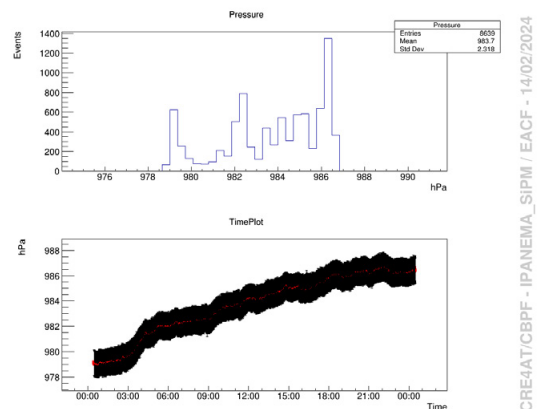 Pressure
Pressure
Entries 8639
Mean 983.7
Std Dev 2.318
Events
1400
1200
1000
800
600
400
200
0
976 978 980 982 984 986 988 990
hPa
TimePlot
hPa
988
986
984
982
980
978
00:00 03:00 06:00 09:00 12:00 15:00 18:00 21:00 00:00
Time
CRE4AT/CBPF - IPANEMA_SiPM / EACF - 14/02/2024